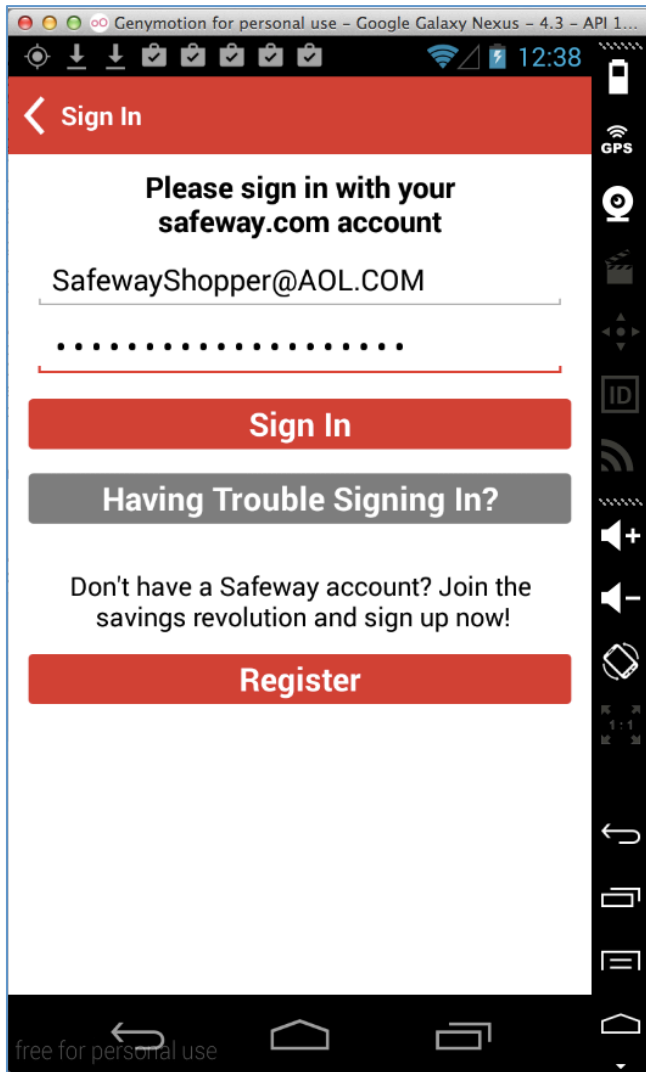 Genymotion for personal use – Google Galaxy Nexus – 4.3 – API 1...
12:38
Sign In
GPS
Please sign in with your
safeway.com account
SafewayShopper@AOL.COM
....................
ID
Sign In
Having Trouble Signing In?
Don't have a Safeway account? Join the
savings revolution and sign up now!
Register
1:1
free for personal use